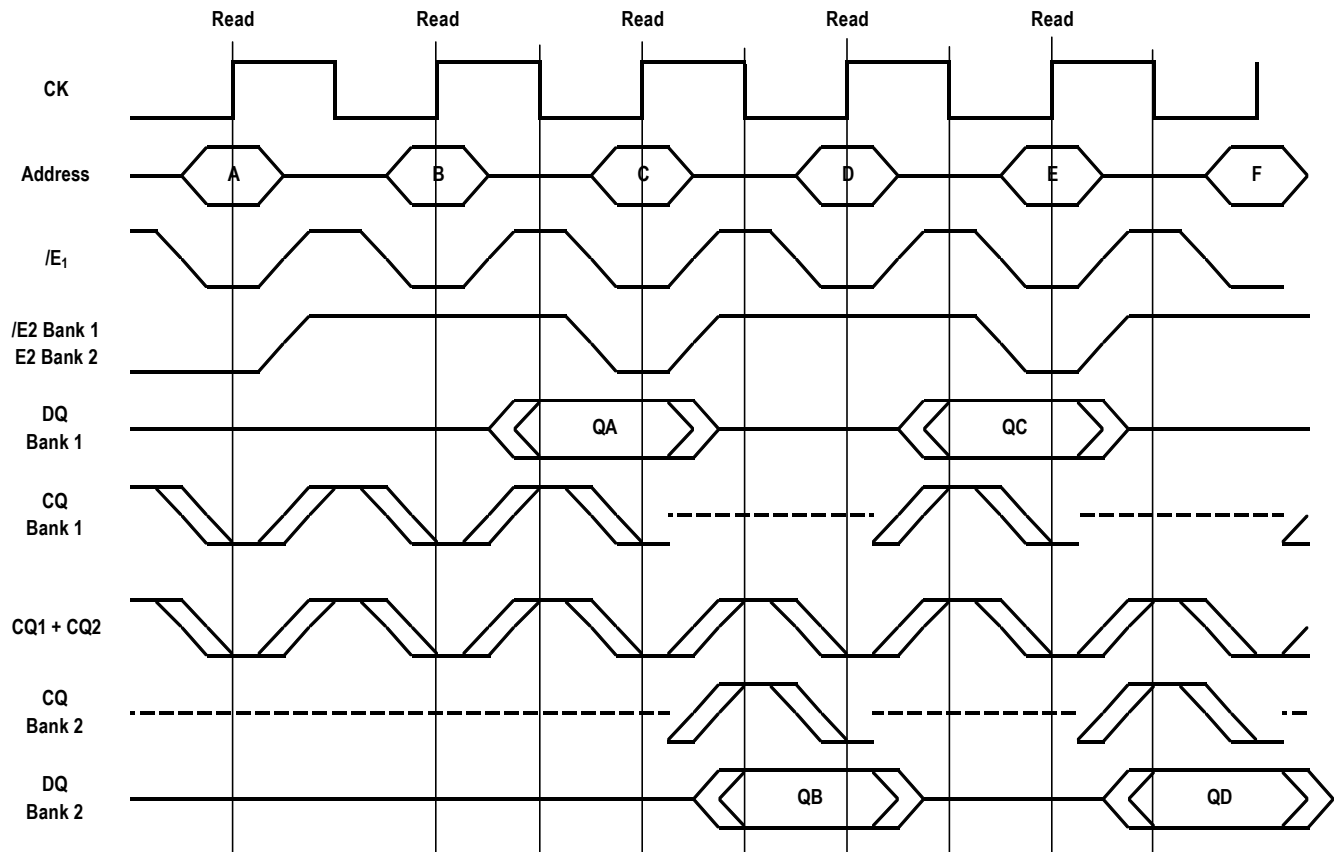 Read Read Read Read Read
CK
Address A B C D E F
/E1
/E2 Bank 1
E2 Bank 2
DQ
Bank 1
QA QC
CQ
Bank 1
CQ1 + CQ2
CQ
Bank 2
DQ
Bank 2
QB QD